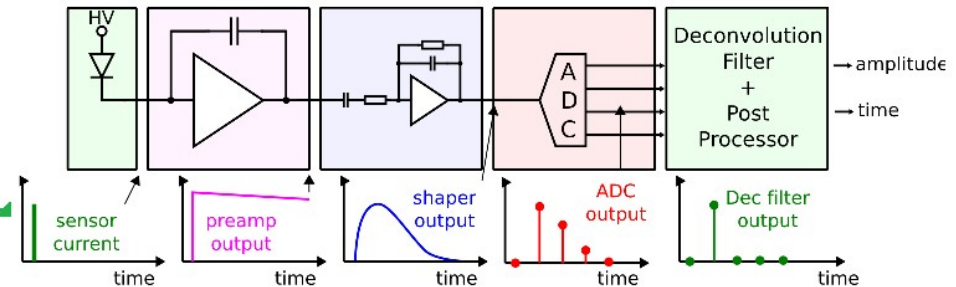 HV
A
D
C
Deconvolution
Filter
+
Post
Processor
amplitude
time
sensor
current
time
preamp
output
time
shaper
output
time
ADC
output
time
Dec filter
output
time